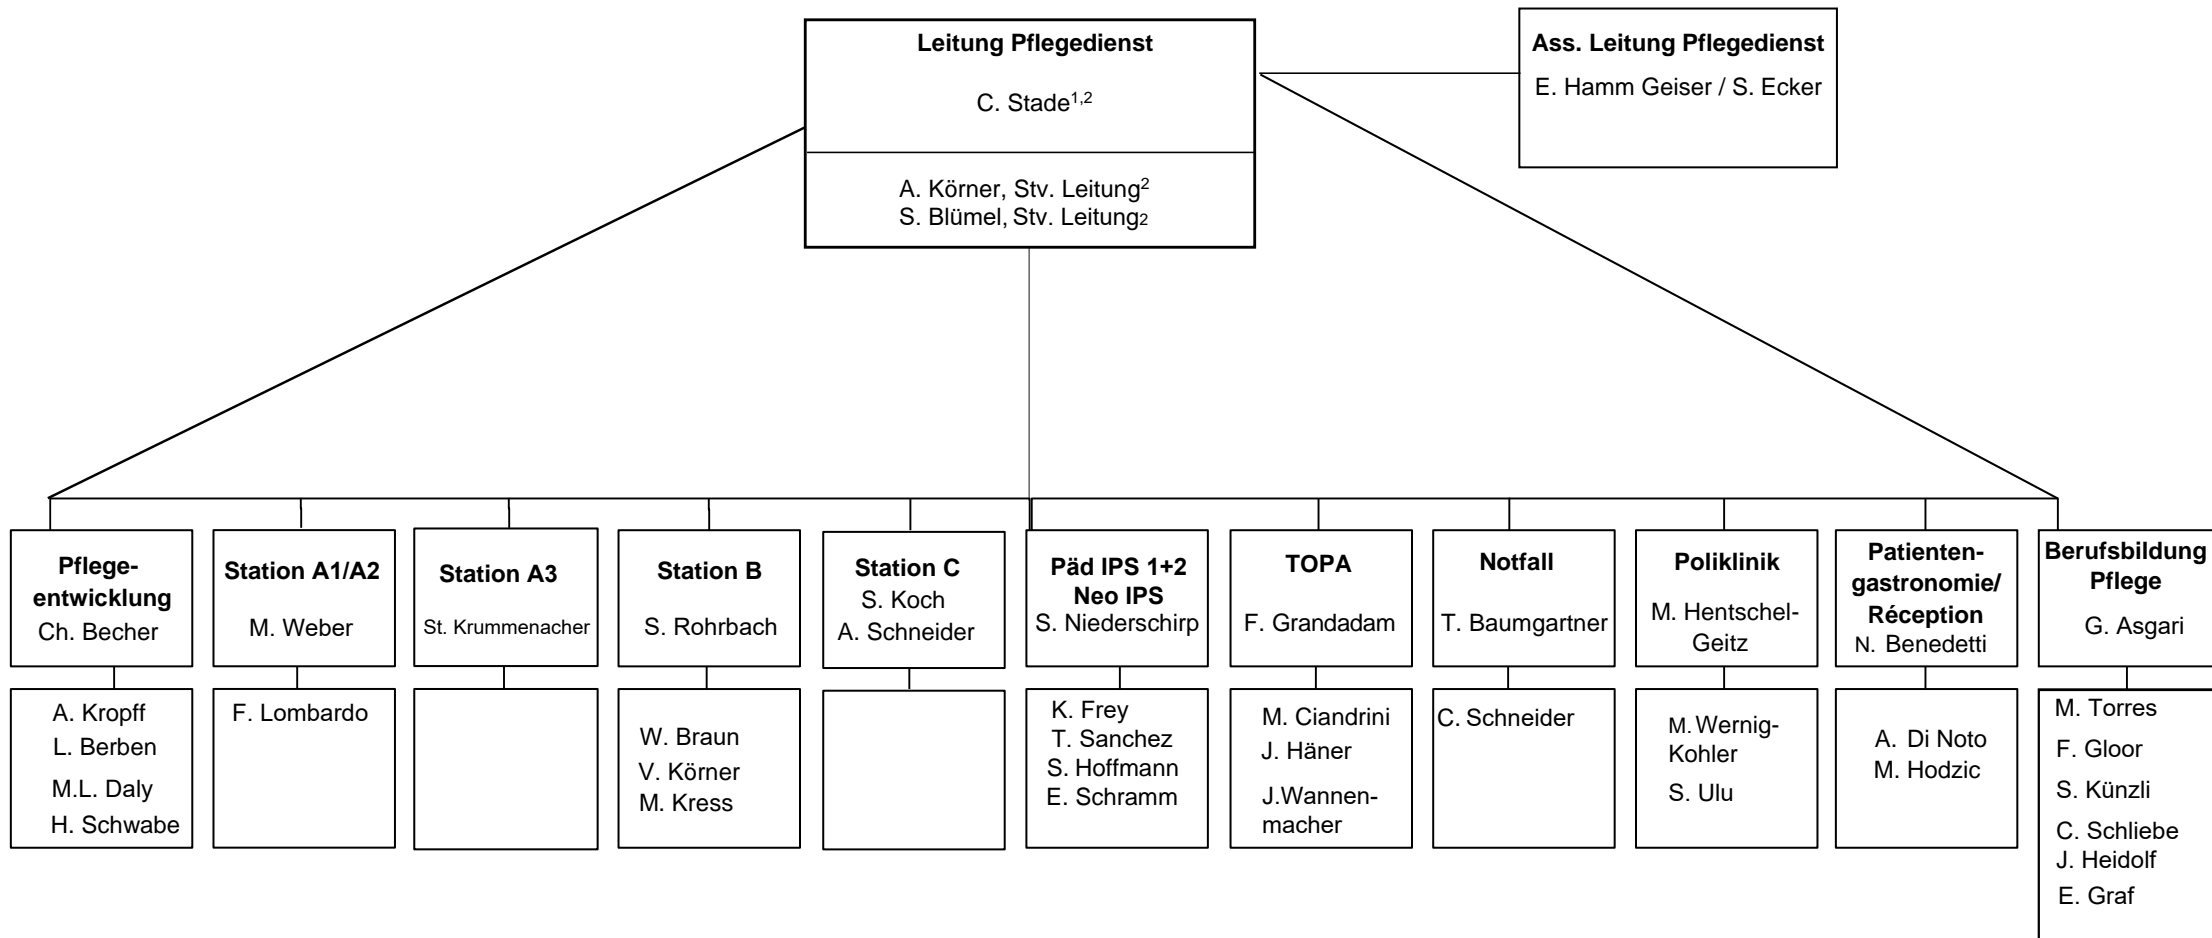 Leitung Pflegedienst
C. Stade1,2
A. Körner, Stv. Leitung2
S. Blümel, Stv. Leitung2
Ass. Leitung Pflegedienst
E. Hamm Geiser / S. Ecker
Pflege-
entwicklung
Ch. Becher
A. Kropff
L. Berben
M.L. Daly
H. Schwabe
Station A1/A2
M. Weber
F. Lombardo
Station A3
St. Krummenacher
Station B
S. Rohrbach
W. Braun
V. Körner
M. Kress
Station C
S. Koch
A. Schneider
Päd IPS 1+2
Neo IPS
S. Niederschirp
K. Frey
T. Sanchez
S. Hoffmann
E. Schramm
TOPA
F. Grandadam
M. Ciandrini
J. Häner
J.Wannen-
macher
Notfall
T. Baumgartner
C. Schneider
Poliklinik
M. Hentschel-
Geitz
M. Wernig-
Kohler
S. Ulu
Patienten-
gastronomie/
Réception
N. Benedetti
A. Di Noto
M. Hodzic
Berufsbildung
Pflege
G. Asgari
M. Torres
F. Gloor
S. Künzli
C. Schliebe
J. Heidolf
E. Graf